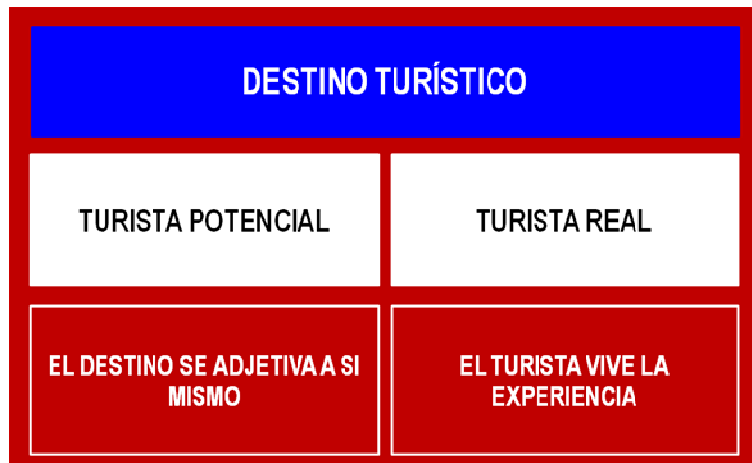 DESTINO TURÍSTICO
TURISTA POTENCIAL
TURISTA REAL
EL DESTINO SE ADJETIVA A SI
MISMO
EL TURISTA VIVE LA
EXPERIENCIA